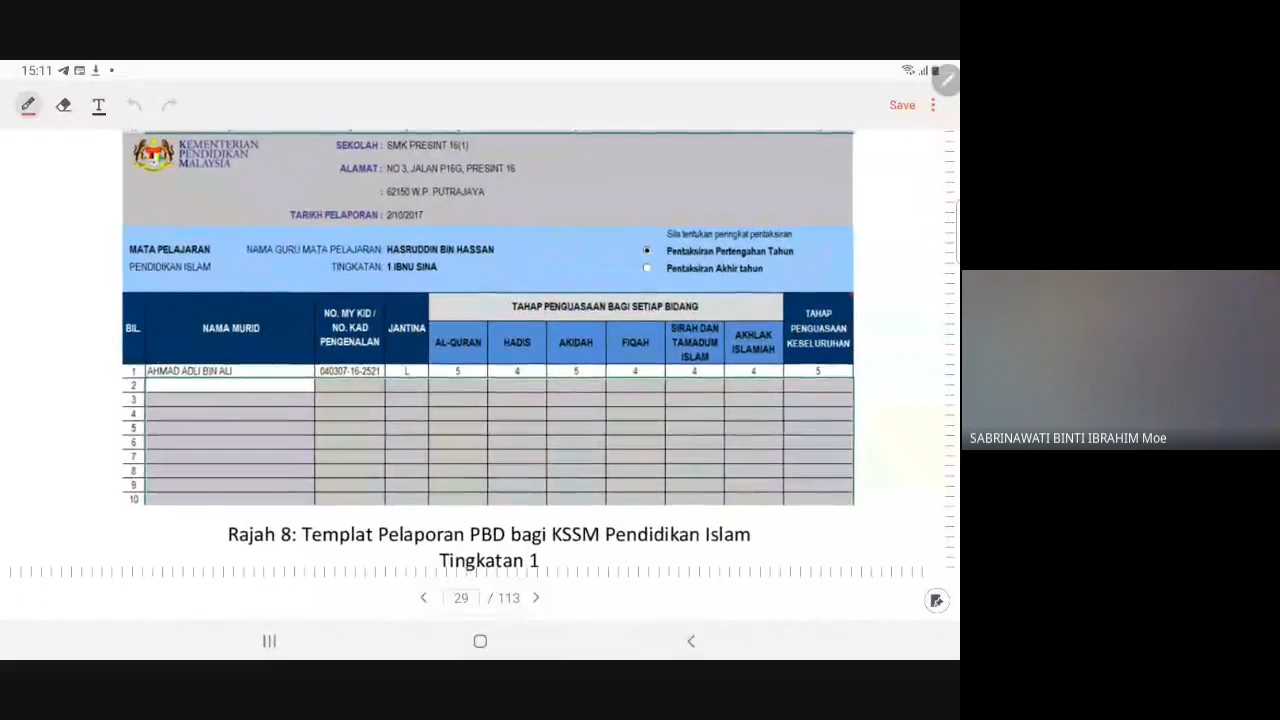 15:11
Save
KEMENTERIAN
PENDIDIKAN
MALAYSIA
SEKOLAH : SMK PRESINT 16(1)
ALAMAT : NO 3, JALAN P16G, PRESINT 16
: 62150 W.P. PUTRAJAYA
TARIKH PELAPORAN : 2/10/2017
Sila tentukan peringkat pentaksiran
MATA PELAJARAN NAMA GURU MATA PELAJARAN: HASRUDDIN BIN HASSAN Pentaksiran Pertengahan Tahun
PENDIDIKAN ISLAM TINGKATAN: 1 IBNU SINA Pentaksiran Akhir tahun
TAHAP PENGUASAAN BAGI SETIAP BIDANG
BIL. NAMA MURID NO. MY KID / NO. KAD PENGENALAN JANTINA AL-QURAN HADIS AKIDAH FIQAH SIRAH DAN TAMADUM ISLAM AKHLAK ISLAMIAH TAHAP PENGUASAAN KESELURUHAN
1 AHMAD ADLI BIN ALI 040307-16-2521 L 5 4 5 4 4 4 5
2
3
4
5
6
7
8
9
10
Rajah 8: Templat Pelaporan PBD bagi KSSM Pendidikan Islam
Tingkatan 1
29 / 113
SABRINAWATI BINTI IBRAHIM Moe